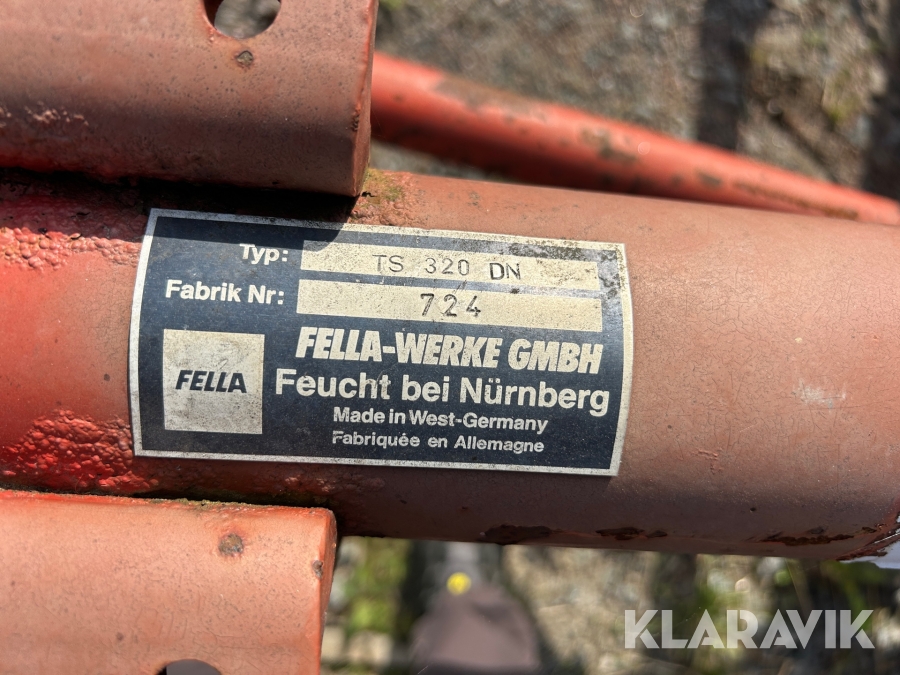 Typ: TS 320 DN
Fabrik Nr: 724
FELLA
FELLA-WERKE GMBH
Feucht bei Nürnberg
Made in West-Germany
Fabriquée en Allemagne
KLARAVIK